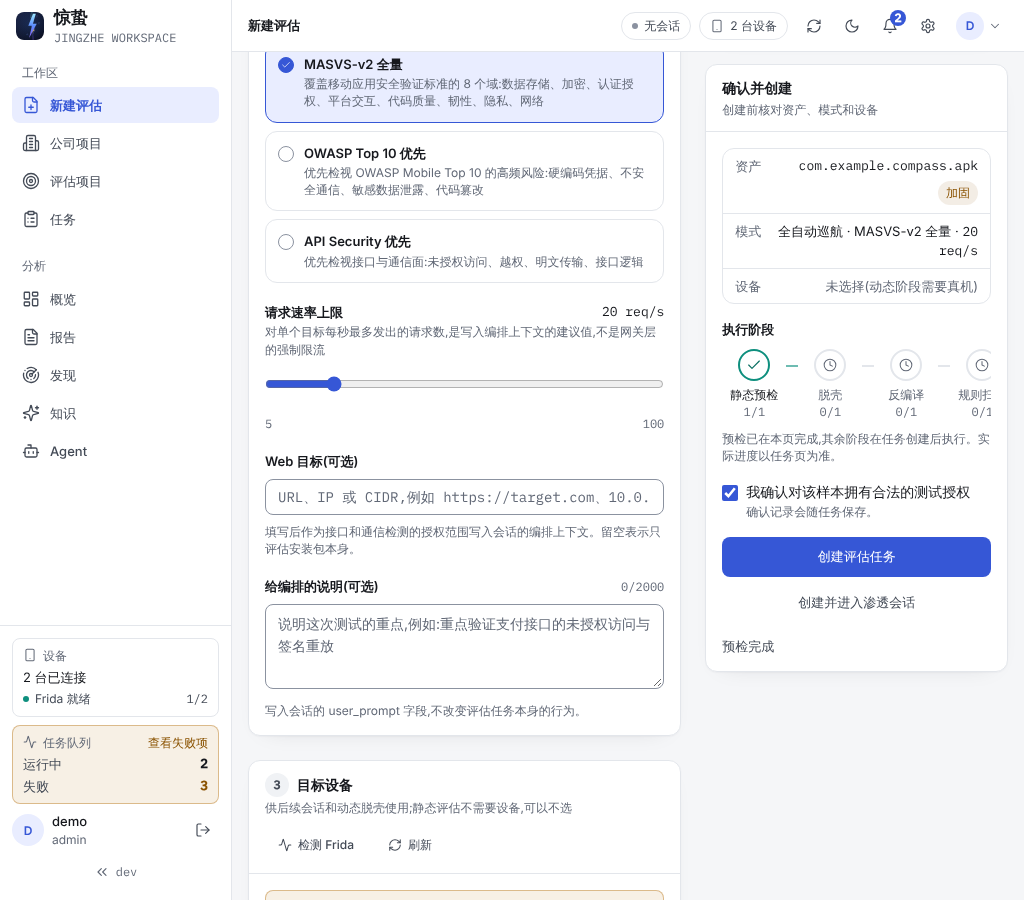 惊蛰
JINGZHE WORKSPACE
工作区
新建评估
公司项目
评估项目
任务
分析
概览
报告
发现
知识
Agent
设备
2 台已连接
Frida 就绪
1/2
任务队列
查看失败项
运行中
2
失败
3
D
demo
admin
dev
新建评估
无会话
2 台设备
2
D
MASVS-v2 全量
覆盖移动应用安全验证标准的 8 个域:数据存储、加密、认证授
权、平台交互、代码质量、韧性、隐私、网络
OWASP Top 10 优先
优先检视 OWASP Mobile Top 10 的高频风险:硬编码凭据、不安
全通信、敏感数据泄露、代码篡改
API Security 优先
优先检视接口与通信面:未授权访问、越权、明文传输、接口逻辑
请求速率上限
20 req/s
对单个目标每秒最多发出的请求数,是写入编排上下文的建议值,不是网关层
的强制限流
5
100
Web 目标(可选)
URL、IP 或 CIDR,例如 https://target.com、10.0.
填写后作为接口和通信检测的授权范围写入会话的编排上下文。留空表示只
评估安装包本身。
给编排的说明(可选)
0/2000
说明这次测试的重点,例如:重点验证支付接口的未授权访问与
签名重放
写入会话的 user_prompt 字段,不改变评估任务本身的行为。
3
目标设备
供后续会话和动态脱壳使用;静态评估不需要设备,可以不选
检测 Frida
刷新
确认并创建
创建前核对资产、模式和设备
资产
com.example.compass.apk
加固
模式
全自动巡航 · MASVS-v2 全量 · 20
req/s
设备
未选择(动态阶段需要真机)
执行阶段
静态预检
1/1
脱壳
0/1
反编译
0/1
规则扫
0/1
预检已在本页完成,其余阶段在任务创建后执行。实
际进度以任务页为准。
我确认对该样本拥有合法的测试授权
确认记录会随任务保存。
创建评估任务
创建并进入渗透会话
预检完成